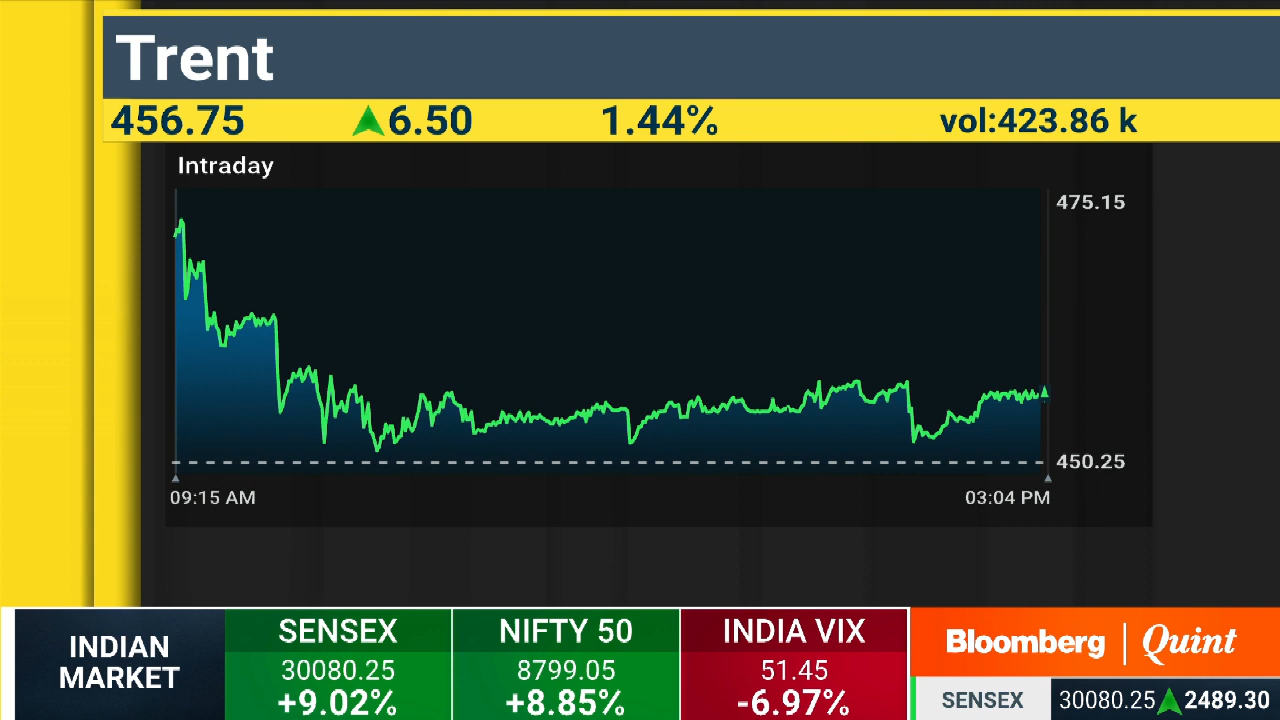 Trent
456.75 6.50 1.44% vol:423.86 k
Intraday
475.15
450.25
09:15 AM 03:04 PM
INDIAN
MARKET
SENSEX
30080.25
+9.02%
NIFTY 50
8799.05
+8.85%
INDIA VIX
51.45
-6.97%
Bloomberg | Quint
SENSEX 30080.25 2489.30